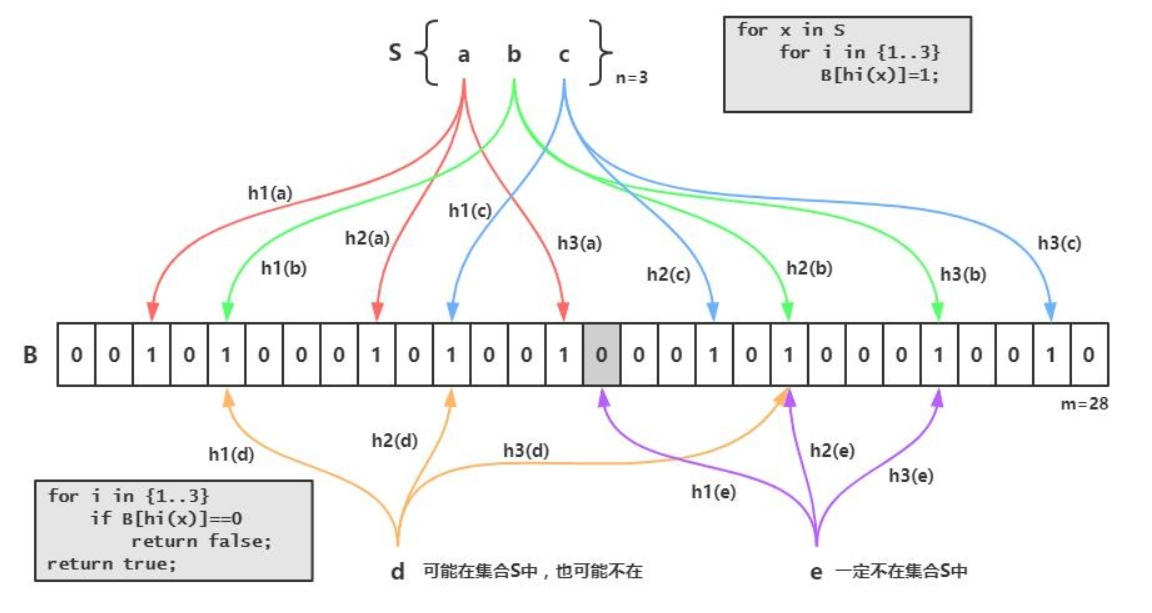 S { a b c }
n=3
for x in S
for i in {1..3}
B[hi(x)]=1;
h1(a)
h1(c)
h2(a)
h3(a)
h3(c)
h1(b)
h2(c)
h2(b)
h3(b)
B 0 0 1 0 1 0 0 0 1 0 1 0 0 1 0 0 0 1 0 1 0 0 0 1 0 0 1 0
m=28
h1(d)
h2(d)
h3(d)
h2(e)
h3(e)
h1(e)
for i in {1..3}
if B[hi(x)]==0
return false;
return true;
d 可能在集合S中，也可能不在
e 一定不在集合S中